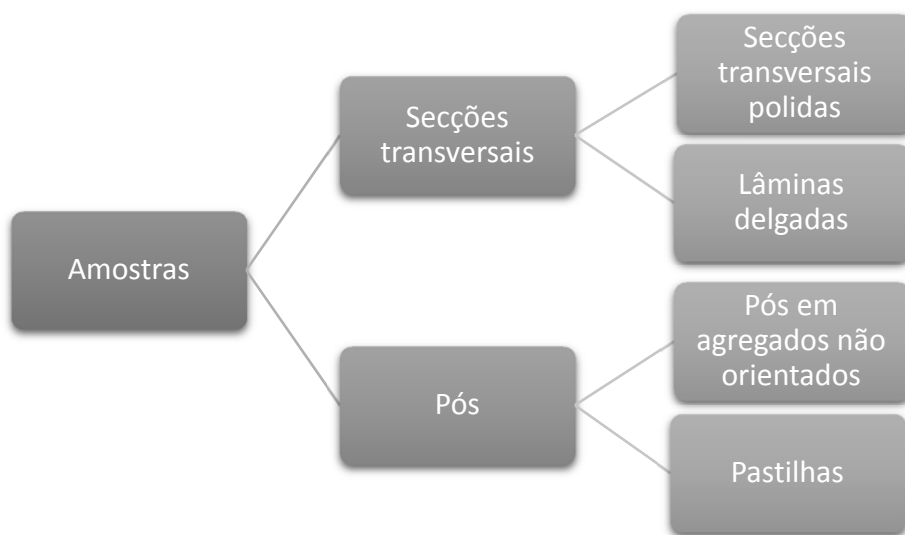 Amostras
Secções
transversais
Secções
transversais
polidas
Lâminas
delgadas
Pós
Pós em
agregados não
orientados
Pastilhas